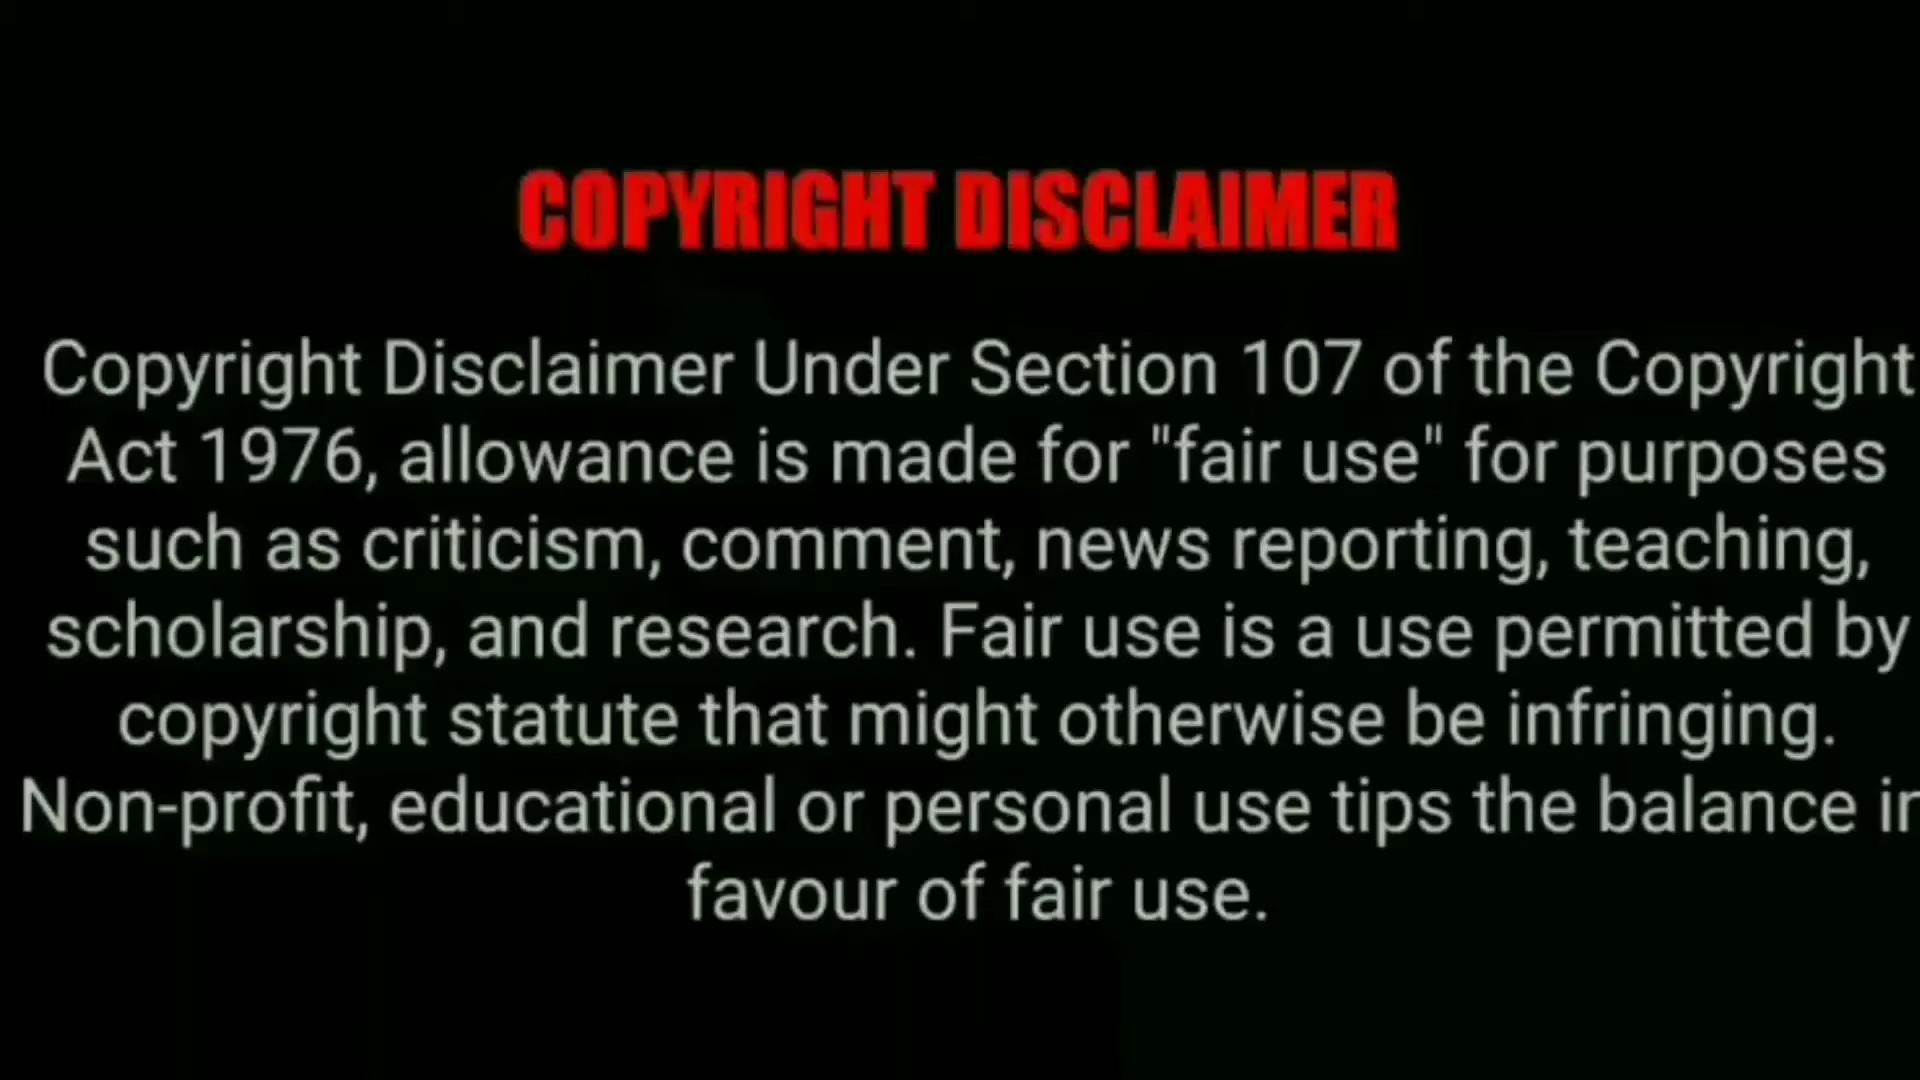 COPYRIGHT DISCLAIMER
Copyright Disclaimer Under Section 107 of the Copyright
Act 1976, allowance is made for "fair use" for purposes
such as criticism, comment, news reporting, teaching,
scholarship, and research. Fair use is a use permitted by
copyright statute that might otherwise be infringing.
Non-profit, educational or personal use tips the balance in
favour of fair use.